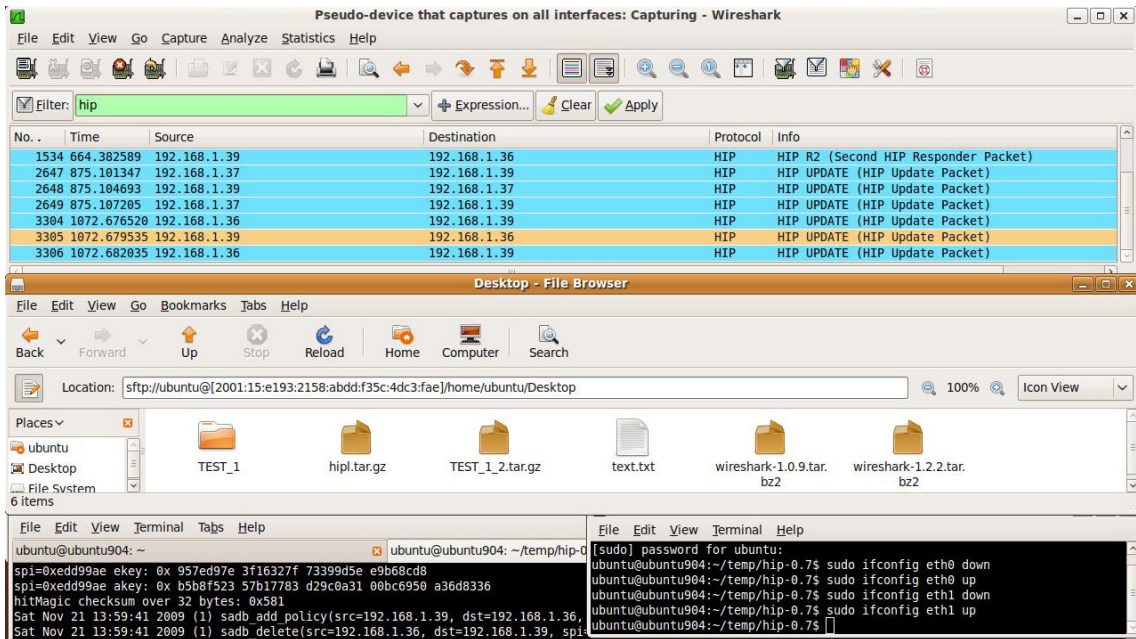 Pseudo-device that captures on all interfaces: Capturing - Wireshark
File Edit View Go Capture Analyze Statistics Help
Filter: hip Expression... Clear Apply
No. . Time Source Destination Protocol Info
1534 664.382589 192.168.1.39 192.168.1.36 HIP HIP R2 (Second HIP Responder Packet)
2647 875.101347 192.168.1.37 192.168.1.39 HIP HIP UPDATE (HIP Update Packet)
2648 875.104693 192.168.1.39 192.168.1.37 HIP HIP UPDATE (HIP Update Packet)
2649 875.107205 192.168.1.37 192.168.1.39 HIP HIP UPDATE (HIP Update Packet)
3304 1072.676520 192.168.1.36 192.168.1.39 HIP HIP UPDATE (HIP Update Packet)
3305 1072.679535 192.168.1.39 192.168.1.36 HIP HIP UPDATE (HIP Update Packet)
3306 1072.682035 192.168.1.36 192.168.1.39 HIP HIP UPDATE (HIP Update Packet)
Desktop - File Browser
File Edit View Go Bookmarks Tabs Help
Back Forward Up Stop Reload Home Computer Search
Location: sftp://ubuntu@[2001:15:e193:2158:abdd:f35c:4dc3:fae]/home/ubuntu/Desktop 100% Icon View
Places
ubuntu
Desktop
File System
TEST_1 hipl.tar.gz TEST_1_2.tar.gz text.txt wireshark-1.0.9.tar.bz2 wireshark-1.2.2.tar.bz2
6 items
File Edit View Terminal Tabs Help
ubuntu@ubuntu904: ~ ubuntu@ubuntu904: ~/temp/hip-0
spi=0xedd99ae ekey: 0x 957ed97e 3f16327f 73399d5e e9b68cd8
spi=0xedd99ae akey: 0x b5b8f523 57b17783 d29c0a31 00bc6950 a36d8336
hitMagic checksum over 32 bytes: 0x581
Sat Nov 21 13:59:41 2009 (1) sadb_add_policy(src=192.168.1.39, dst=192.168.1.36,
Sat Nov 21 13:59:41 2009 (1) sadb_delete(src=192.168.1.36, dst=192.168.1.39, spi=
File Edit View Terminal Help
[sudo] password for ubuntu:
ubuntu@ubuntu904:~/temp/hip-0.7$ sudo ifconfig eth0 down
ubuntu@ubuntu904:~/temp/hip-0.7$ sudo ifconfig eth0 up
ubuntu@ubuntu904:~/temp/hip-0.7$ sudo ifconfig eth1 down
ubuntu@ubuntu904:~/temp/hip-0.7$ sudo ifconfig eth1 up
ubuntu@ubuntu904:~/temp/hip-0.7$